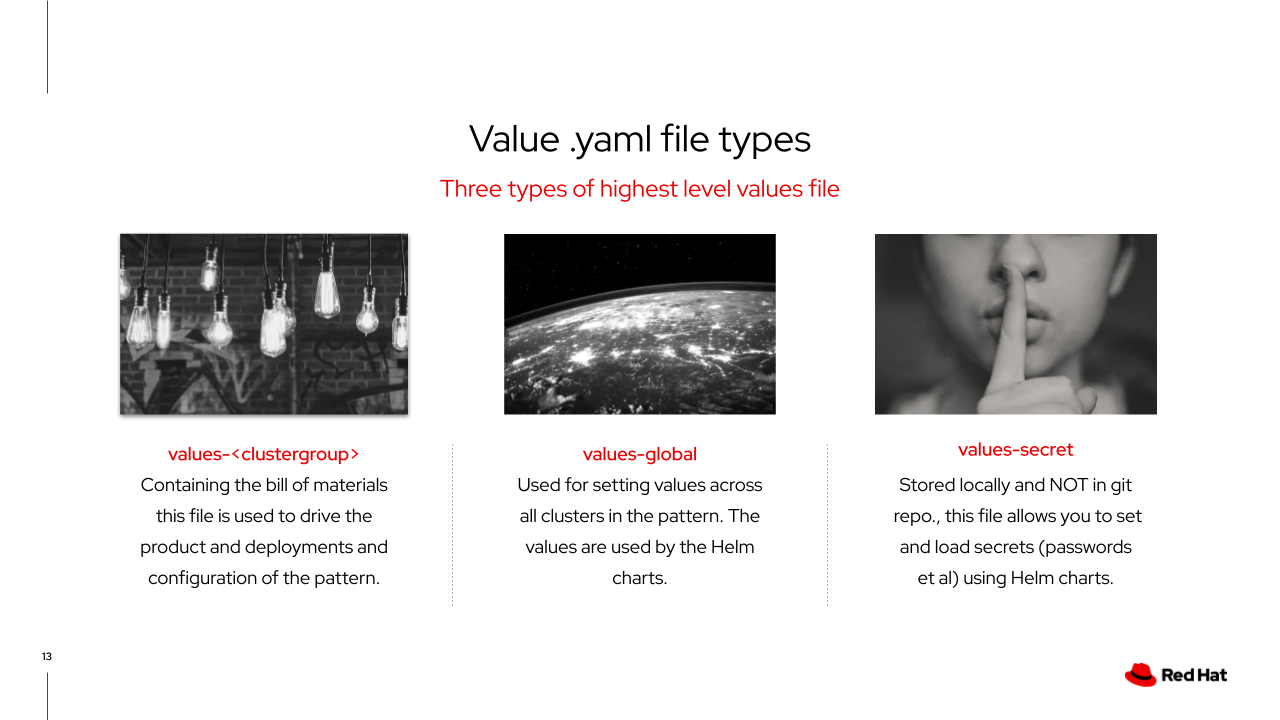 Value .yaml file types
Three types of highest level values file
values-<clustergroup>
Containing the bill of materials
this file is used to drive the
product and deployments and
configuration of the pattern.
values-global
Used for setting values across
all clusters in the pattern. The
values are used by the Helm
charts.
values-secret
Stored locally and NOT in git
repo., this file allows you to set
and load secrets (passwords
et al) using Helm charts.
13
Red Hat